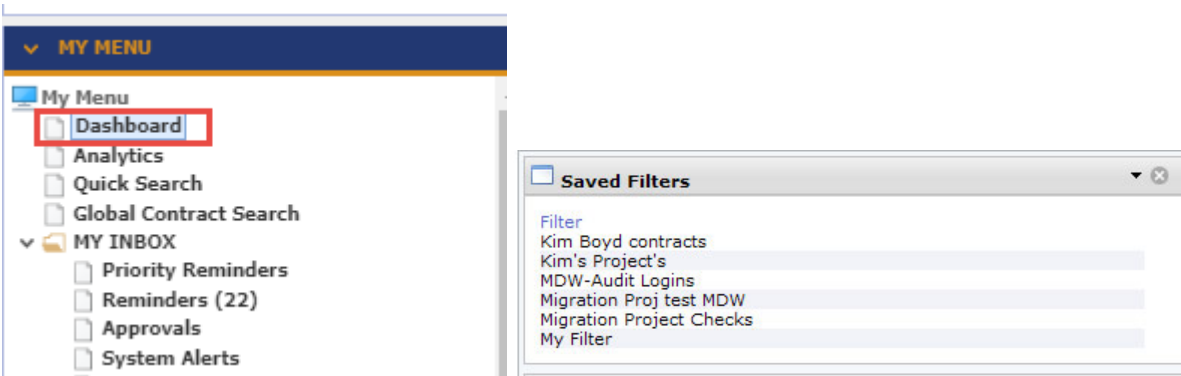 MY MENU
My Menu
Dashboard
Analytics
Quick Search
Global Contract Search
MY INBOX
Priority Reminders
Reminders (22)
Approvals
System Alerts
Saved Filters
Filter
Kim Boyd contracts
Kim's Project's
MDW-Audit Logins
Migration Proj test MDW
Migration Project Checks
My Filter